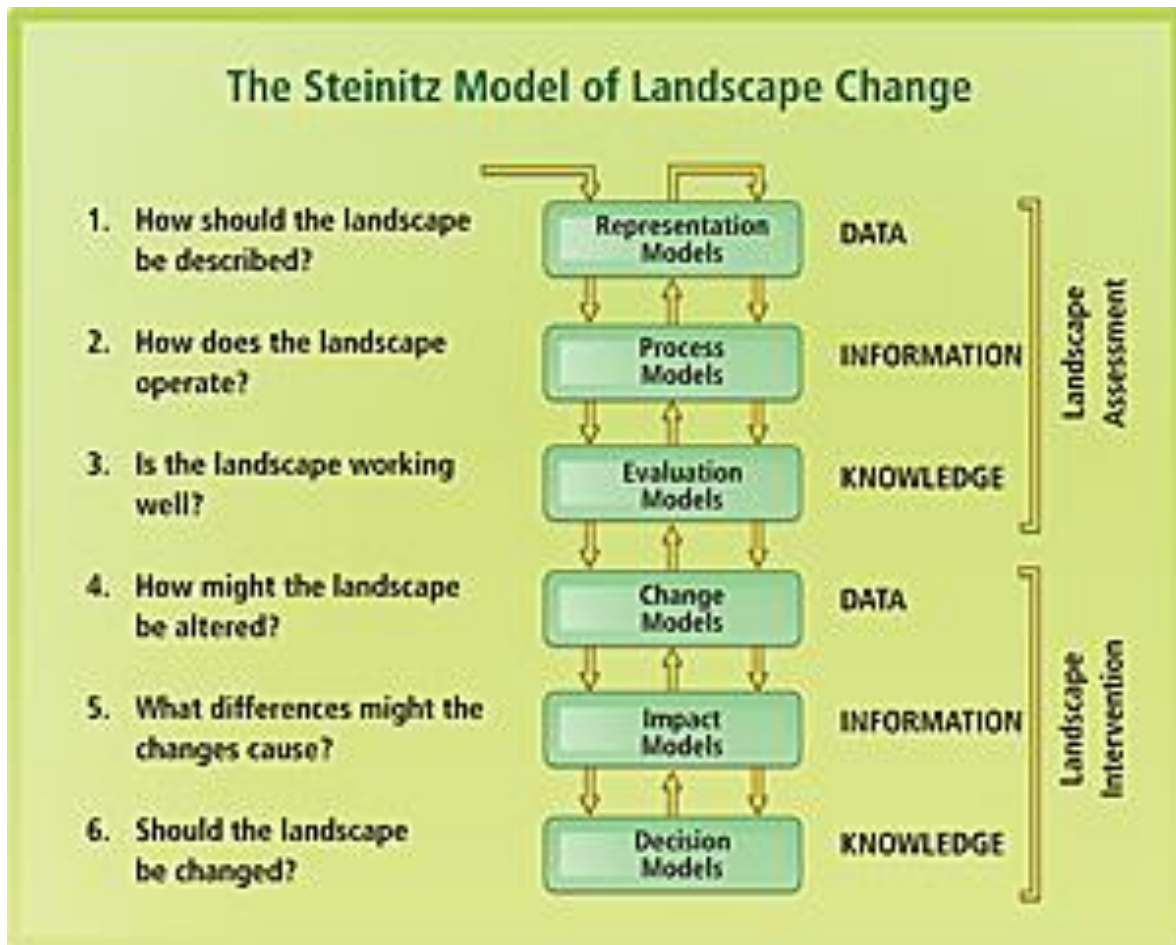 The Steinitz Model of Landscape Change
1. How should the landscape
be described?
Representation
Models
DATA
2. How does the landscape
operate?
Process
Models
INFORMATION
3. Is the landscape working
well?
Evaluation
Models
KNOWLEDGE
Landscape
Assessment
4. How might the landscape
be altered?
Change
Models
DATA
5. What differences might the
changes cause?
Impact
Models
INFORMATION
6. Should the landscape
be changed?
Decision
Models
KNOWLEDGE
Landscape
Intervention